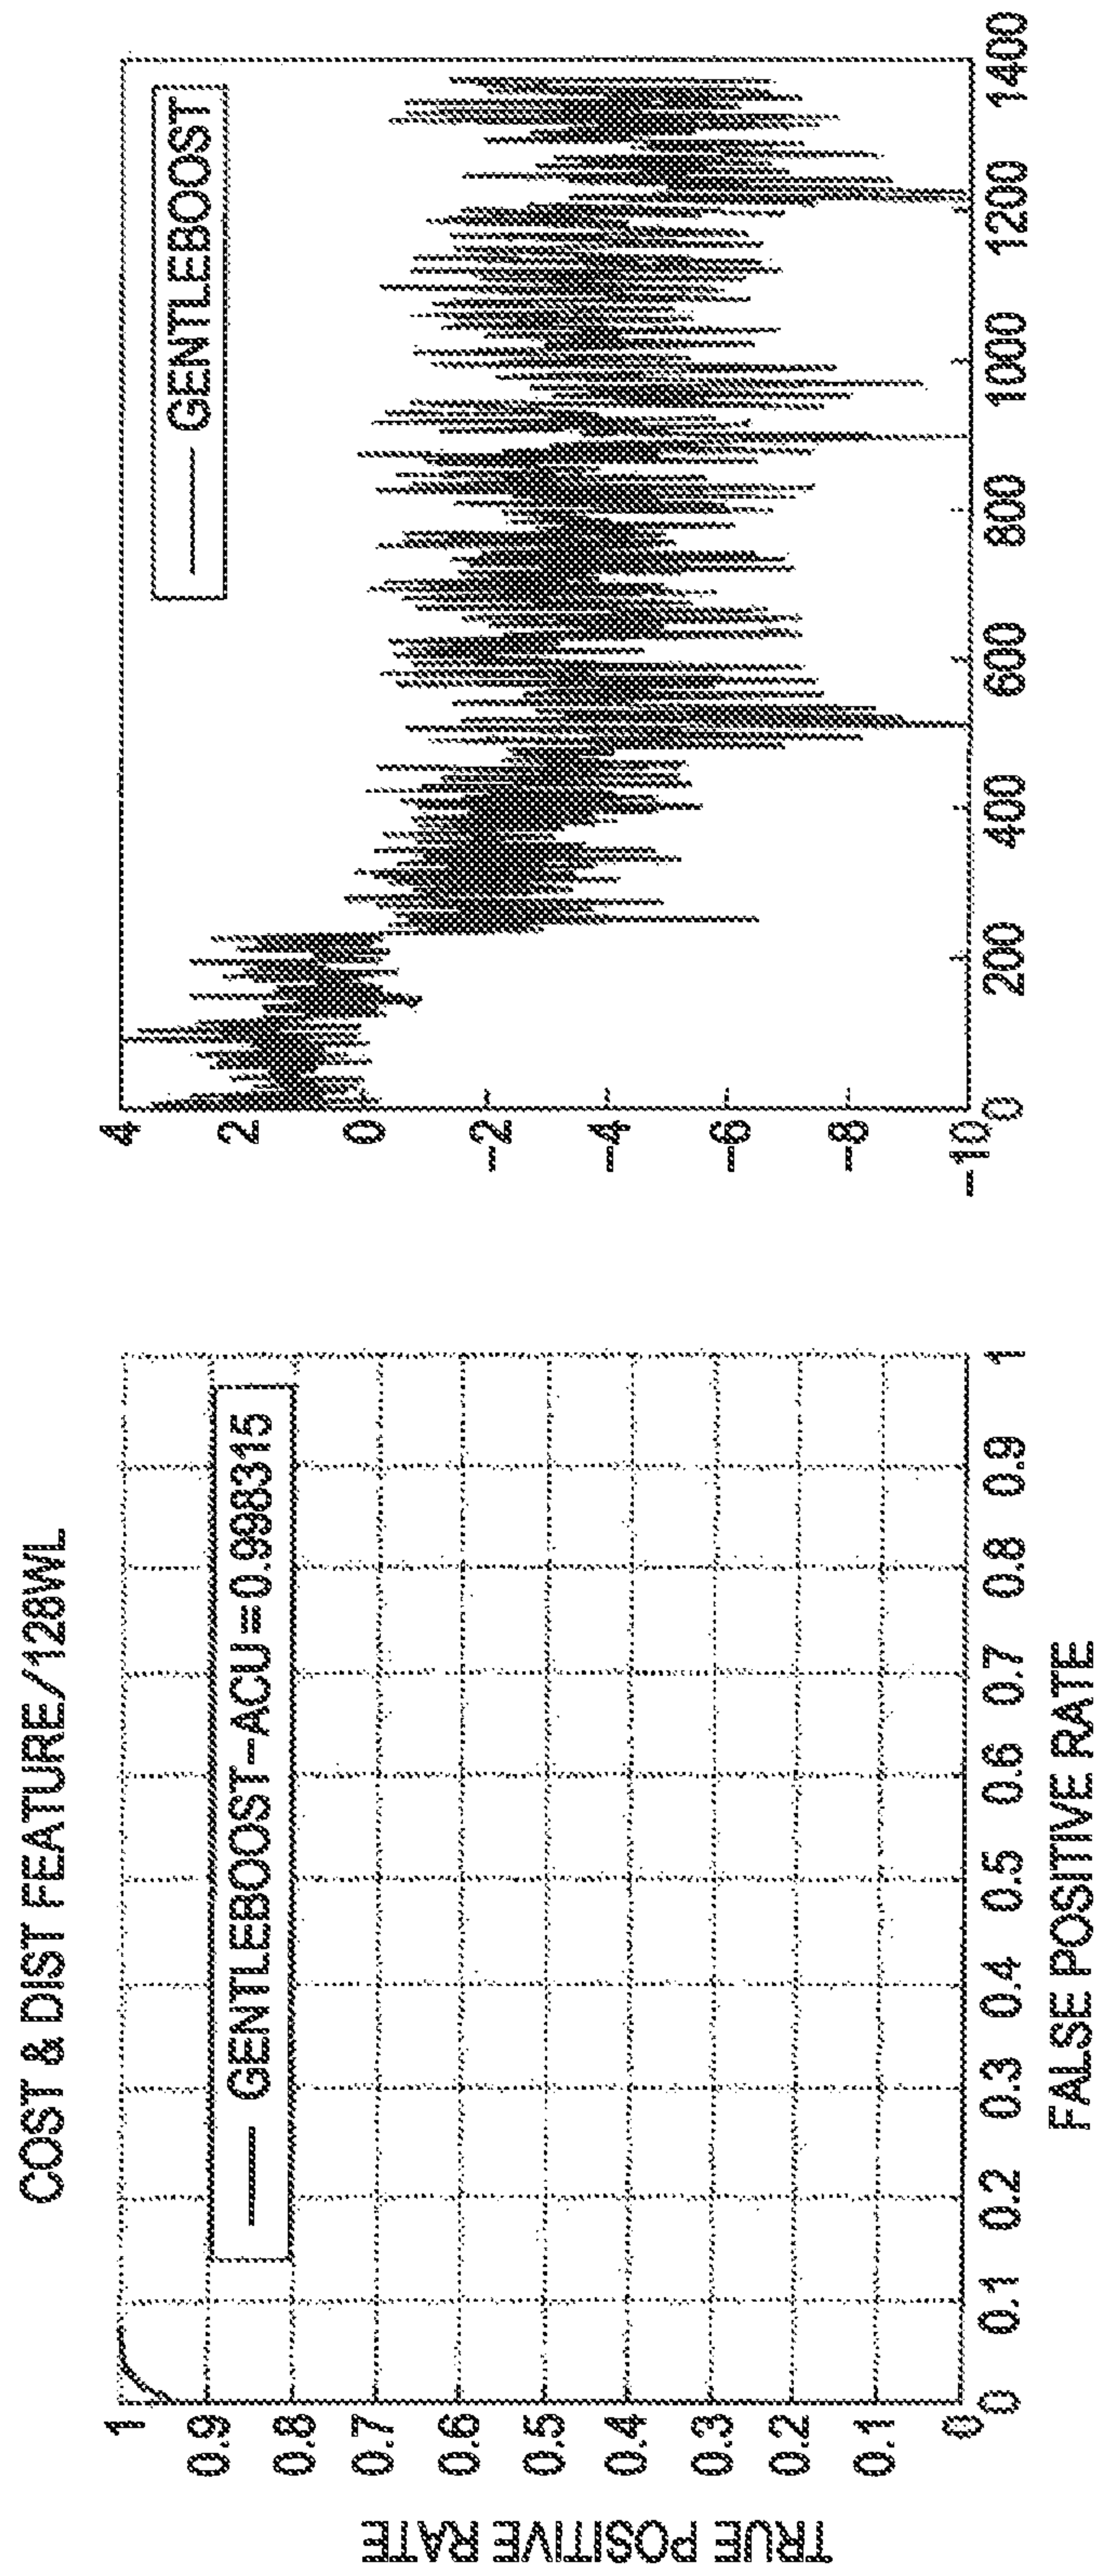 COST & DIST FEATURE/128WL
GENTLEBOOST-ACU=0.998315
TRUE POSITIVE RATE
1
0.9
0.8
0.7
0.6
0.5
0.4
0.3
0.2
0.1
0
0 0.1 0.2 0.3 0.4 0.5 0.6 0.7 0.8 0.9 1
FALSE POSITIVE RATE
GENTLEBOOST
4
2
0
-2
-4
-6
-8
-10
0 200 400 600 800 1000 1200 1400